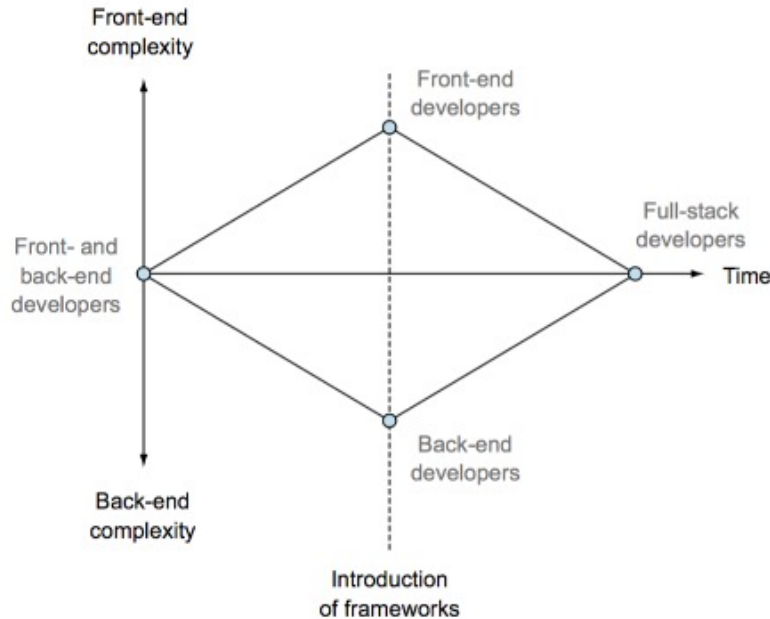 Front-end
complexity
Front-end
developers
Full-stack
developers
Front- and
back-end
developers
Time
Back-end
developers
Back-end
complexity
Introduction
of frameworks